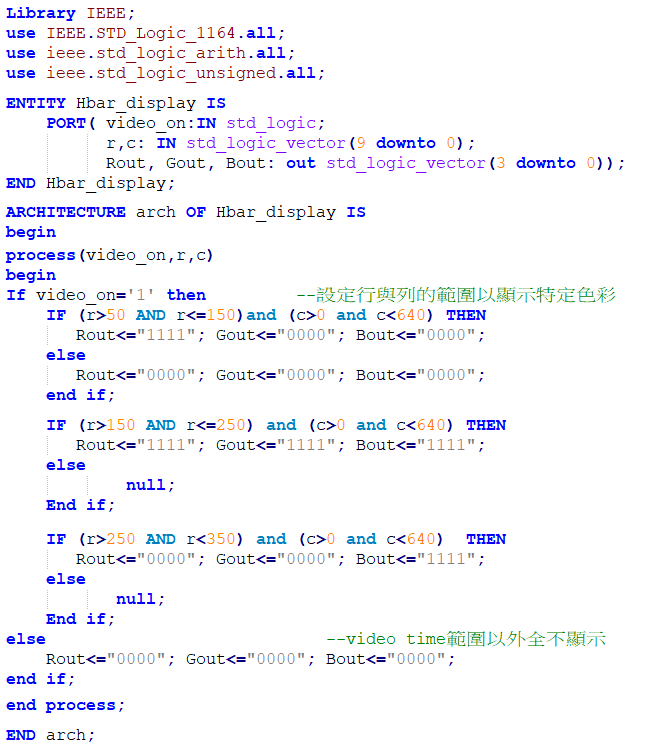 Library IEEE;
use IEEE.STD_Logic_1164.all;
use ieee.std_logic_arith.all;
use ieee.std_logic_unsigned.all;
ENTITY Hbar_display IS
PORT( video_on:IN std_logic;
r,c: IN std_logic_vector(9 downto 0);
Rout, Gout, Bout: out std_logic_vector(3 downto 0));
END Hbar_display;
ARCHITECTURE arch OF Hbar_display IS
begin
process(video_on,r,c)
begin
If video_on='1' then --設定行與列的範圍以顯示特定色彩
IF (r>50 AND r<=150)and (c>0 and c<640) THEN
Rout<="1111"; Gout<="0000"; Bout<="0000";
else
Rout<="0000"; Gout<="0000"; Bout<="0000";
end if;
IF (r>150 AND r<=250) and (c>0 and c<640) THEN
Rout<="1111"; Gout<="1111"; Bout<="1111";
else
null;
End if;
IF (r>250 AND r<350) and (c>0 and c<640) THEN
Rout<="0000"; Gout<="0000"; Bout<="1111";
else
null;
End if;
else --video time範圍以外全不顯示
Rout<="0000"; Gout<="0000"; Bout<="0000";
end if;
end process;
END arch;